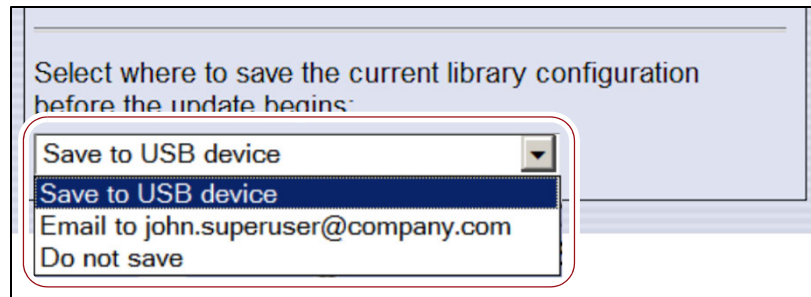 Select where to save the current library configuration
before the update begins:
Save to USB device
Save to USB device
Email to john.superuser@company.com
Do not save